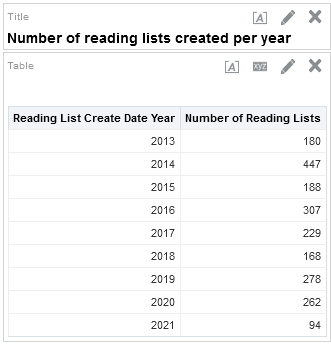 Title
Number of reading lists created per year
Table
Reading List Create Date Year Number of Reading Lists
2013 180
2014 447
2015 188
2016 307
2017 229
2018 168
2019 278
2020 262
2021 94